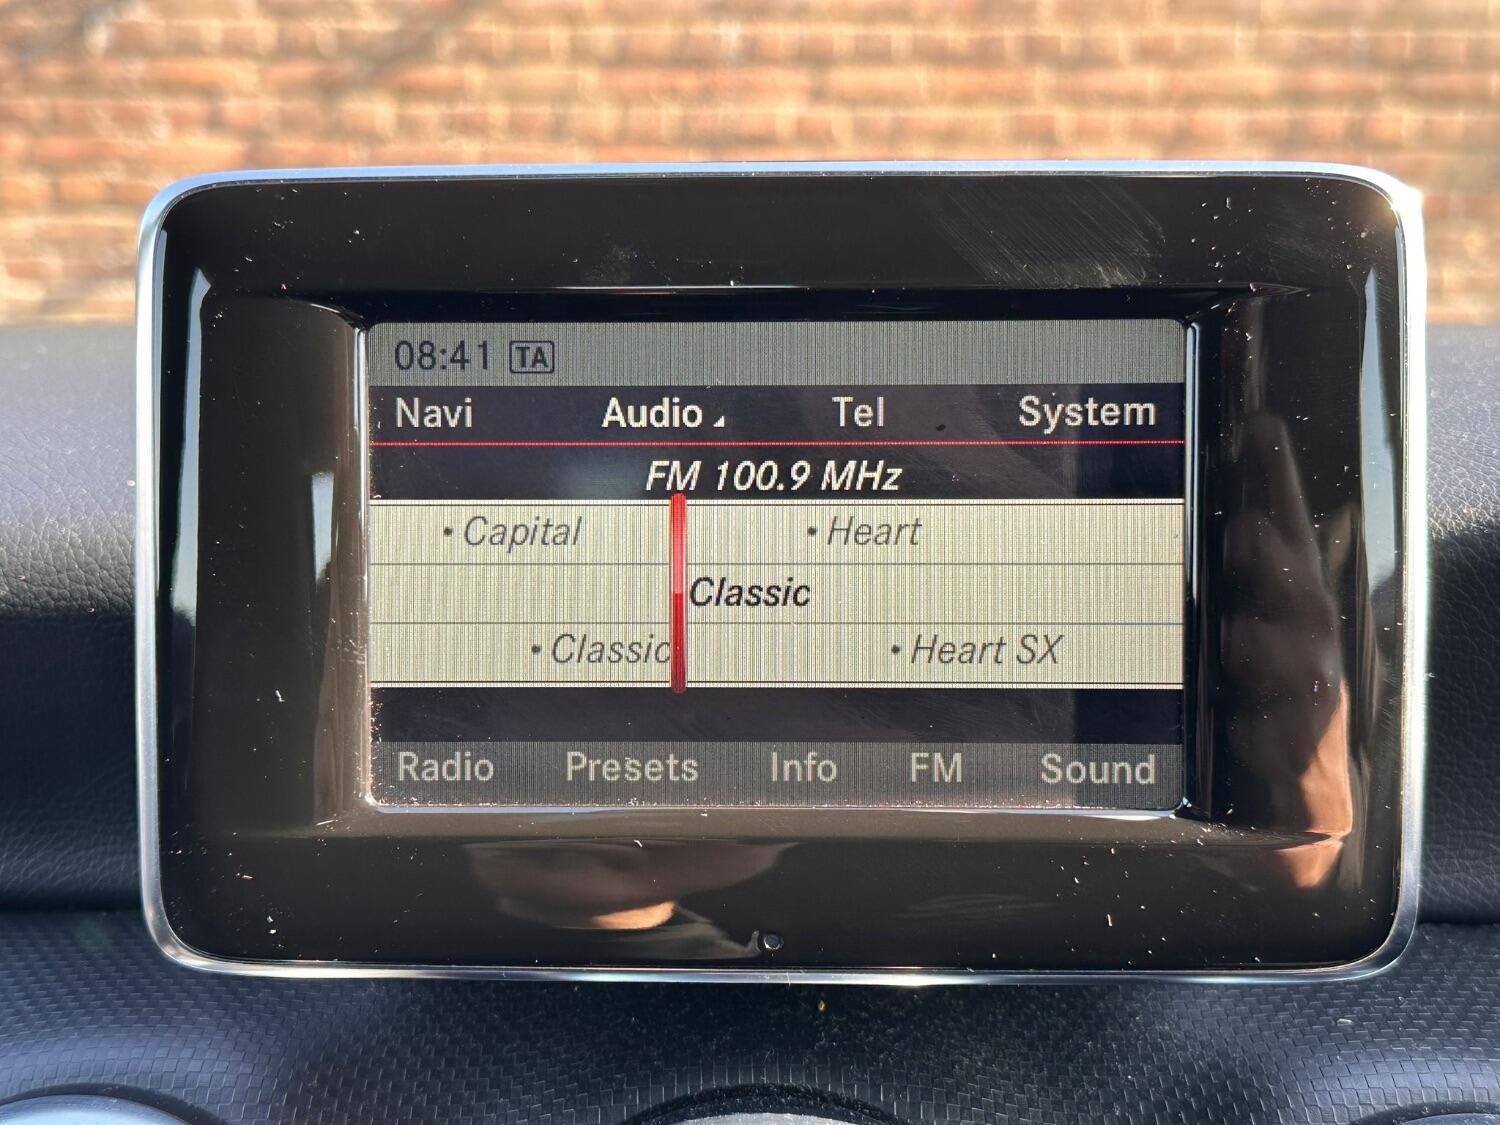 08:41 TA
Navi Audio Tel System
FM 100.9 MHz
• Capital • Heart
Classic
• Classic • Heart SX
Radio Presets Info FM Sound